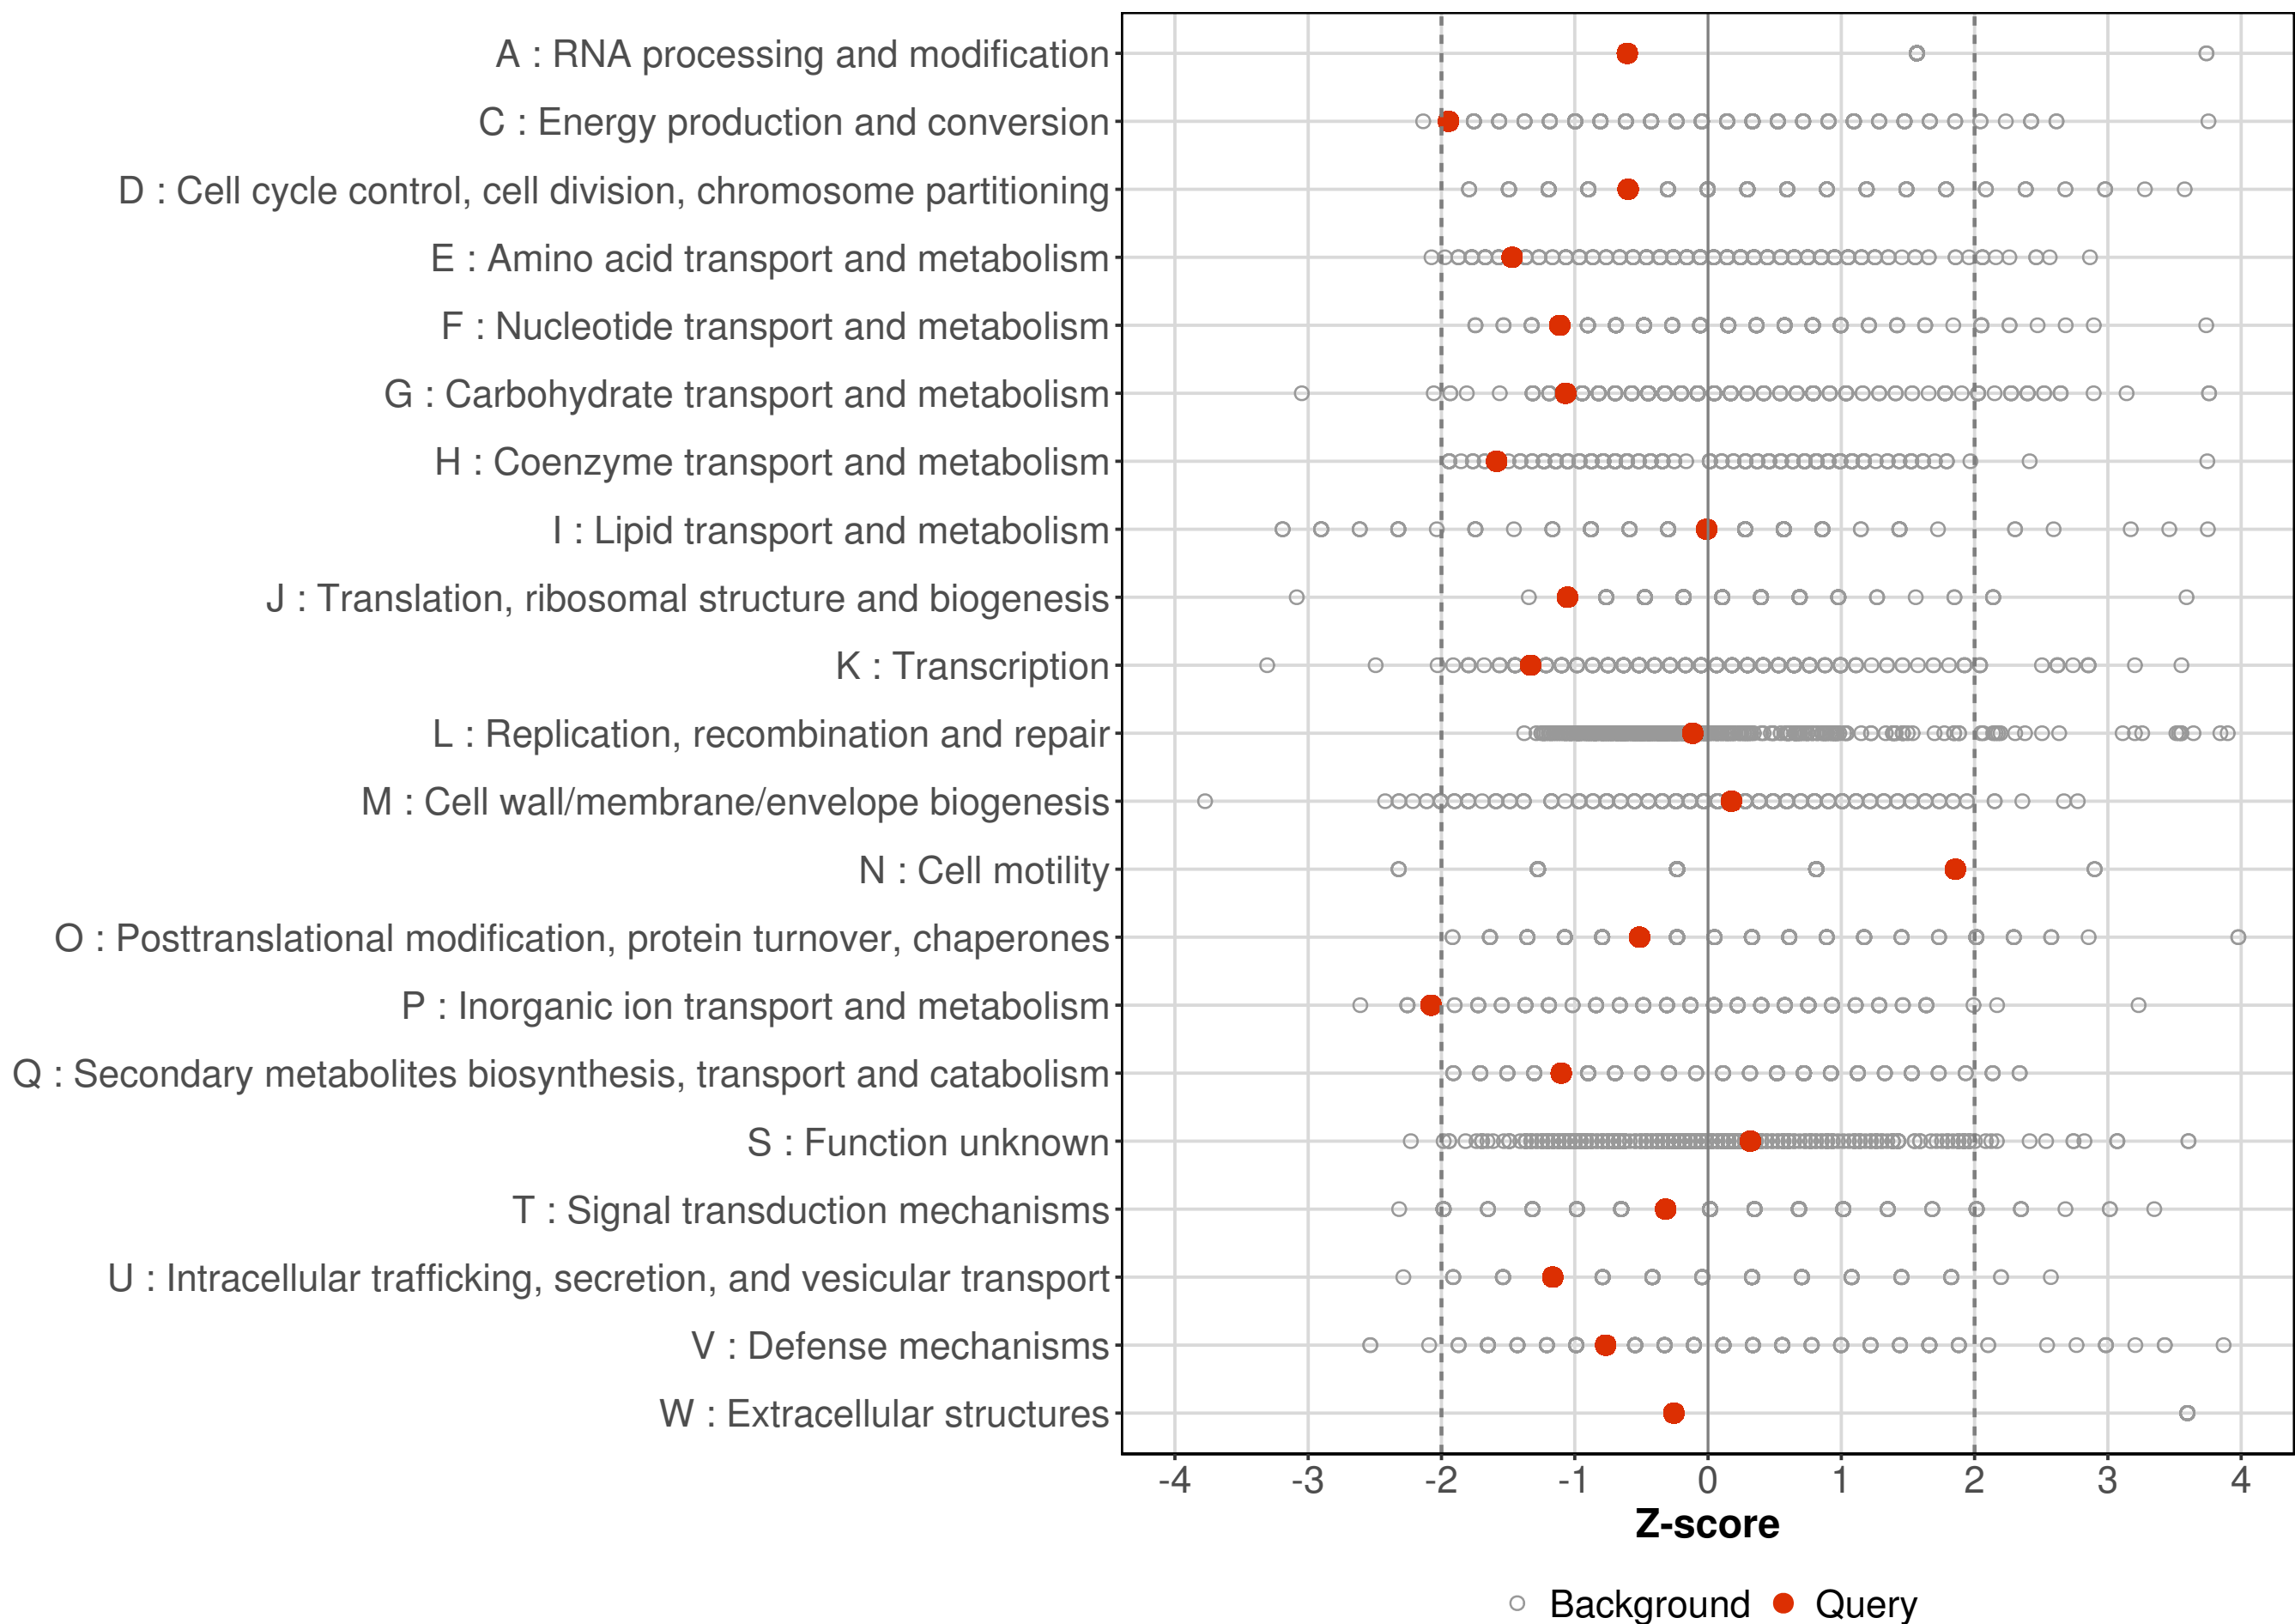 A : RNA processing and modification
C : Energy production and conversion
D : Cell cycle control, cell division, chromosome partitioning
E : Amino acid transport and metabolism
F : Nucleotide transport and metabolism
G : Carbohydrate transport and metabolism
H : Coenzyme transport and metabolism
I : Lipid transport and metabolism
J : Translation, ribosomal structure and biogenesis
K : Transcription
L : Replication, recombination and repair
M : Cell wall/membrane/envelope biogenesis
N : Cell motility
O : Posttranslational modification, protein turnover, chaperones
P : Inorganic ion transport and metabolism
Q : Secondary metabolites biosynthesis, transport and catabolism
S : Function unknown
T : Signal transduction mechanisms
U : Intracellular trafficking, secretion, and vesicular transport
V : Defense mechanisms
W : Extracellular structures
-4 -3 -2 -1 0 1 2 3 4
Z-score
Background Query